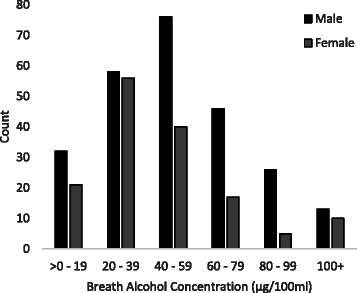 80
70
60
50
40
30
20
10
0
Count
Male
Female
>0 - 19 20 - 39 40 - 59 60 - 79 80 - 99 100+
Breath Alcohol Concentration (µg/100ml)